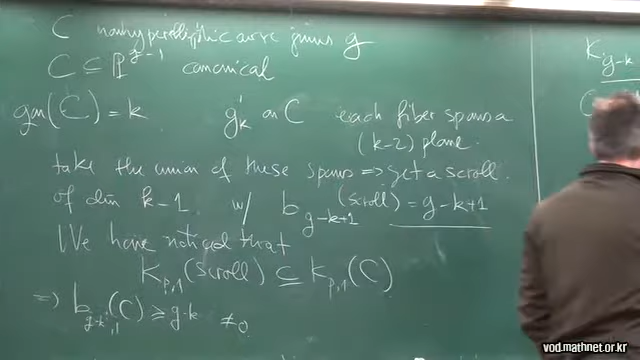 C nonhyperelliptic curve genus g
C ⊆ P^{g-1} canonical
gon(C) = k g^1_k on C each fiber spans a
(k-2) plane.
take the union of these spans ⇒ get a scroll.
of dim k-1 w/ b_{g-k+1} (scroll) = g-k+1
We have noticed that
K_{p,1}(scroll) ⊆ K_{p,1}(C)
⇒ b_{g-k,1}(C) ≥ g-k ≠ 0
K_{g-k
vod.mathnet.or.kr